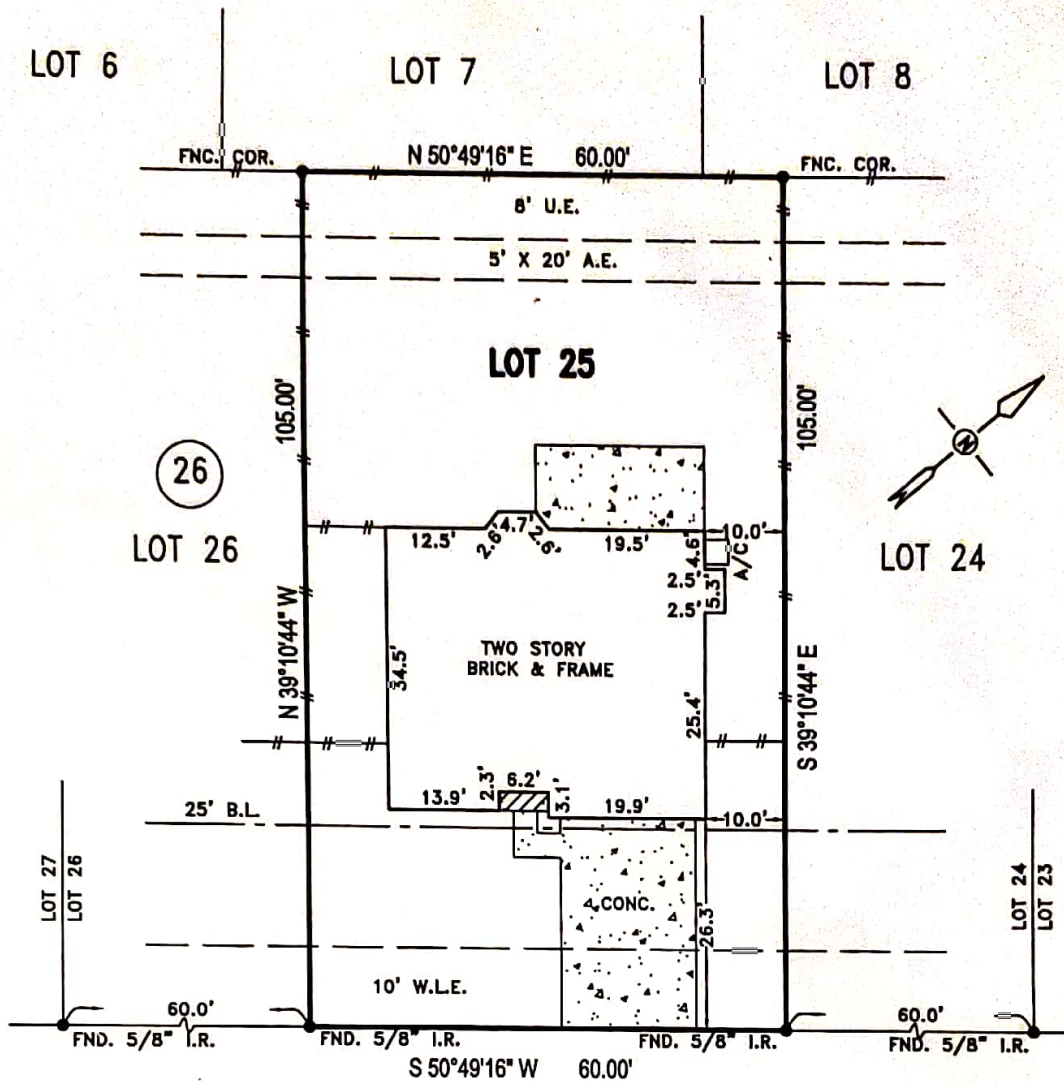 LOT 6
LOT 7
LOT 8
FNC. COR.
N 50°49'16" E 60.00'
FNC. COR.
8' U.E.
5' X 20' A.E.
LOT 25
105.00'
105.00'
26
N
LOT 26
LOT 24
12.5'
2.6'
4.7'
2.6'
19.5'
10.0'
4.6'
A/C
2.5'
5.3'
2.5'
N 39°10'44" W
34.5'
TWO STORY
BRICK & FRAME
25.4'
S 39°10'44" E
13.9'
2.3'
6.2'
3.1'
19.9'
10.0'
25' B.L.
LOT 27
LOT 26
CONC.
26.3'
LOT 24
LOT 23
10' W.L.E.
60.0'
60.0'
FND. 5/8" I.R.
FND. 5/8" I.R.
FND. 5/8" I.R.
FND. 5/8" I.R.
S 50°49'16" W 60.00'